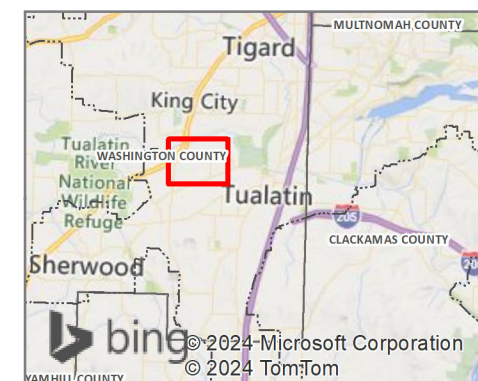 MULTNOMAH COUNTY
Tigard
King City
Tualatin
River
WASHINGTON COUNTY
National
Wildlife
Refuge
Tualatin
205
CLACKAMAS COUNTY
Sherwood
bing
© 2024 Microsoft Corporation
© 2024 TomTom
YAMHILL COUNTY